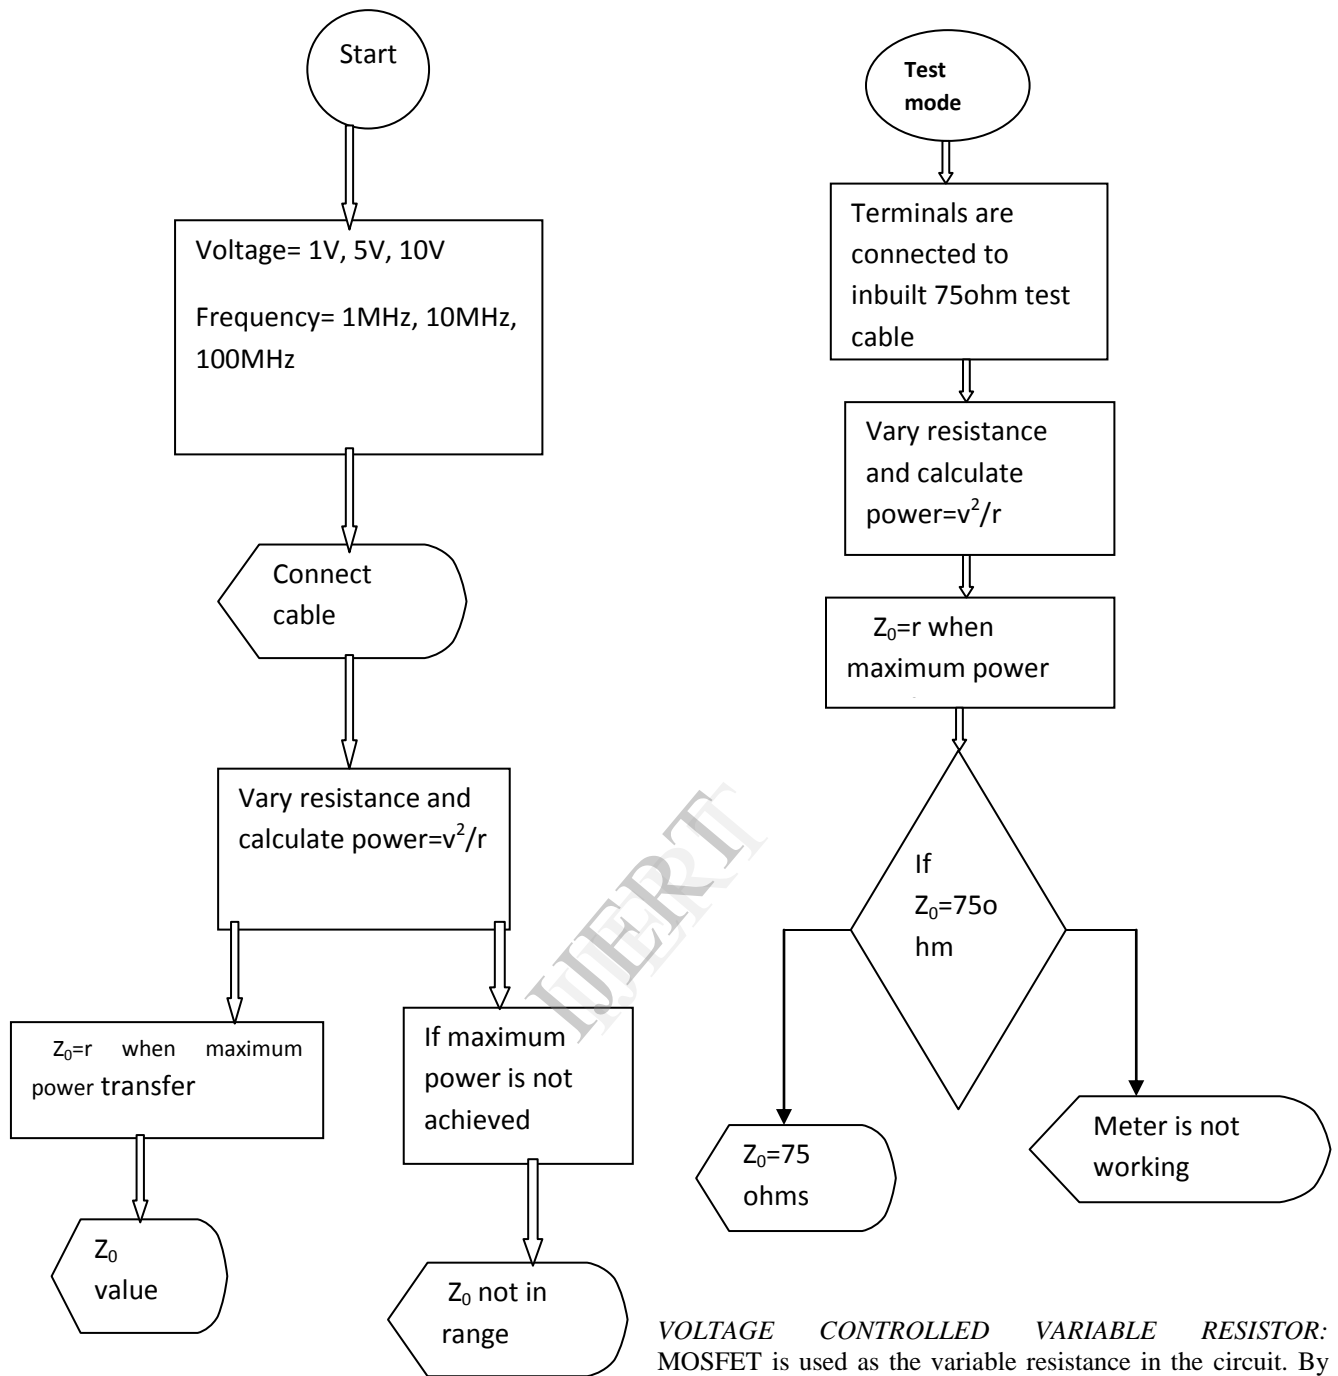 Start
Voltage= 1V, 5V, 10V
Frequency= 1MHz, 10MHz,
100MHz
Connect
cable
Vary resistance and
calculate power=v²/r
Z₀=r when maximum
power transfer
If maximum
power is not
achieved
Z₀
value
Z₀ not in
range
Test
mode
Terminals are
connected to
inbuilt 75ohm test
cable
Vary resistance
and calculate
power=v²/r
Z₀=r when
maximum power
If
Z₀=75o
hm
Z₀=75
ohms
Meter is not
working
IJERT
VOLTAGE CONTROLLED VARIABLE RESISTOR:
MOSFET is used as the variable resistance in the circuit. By